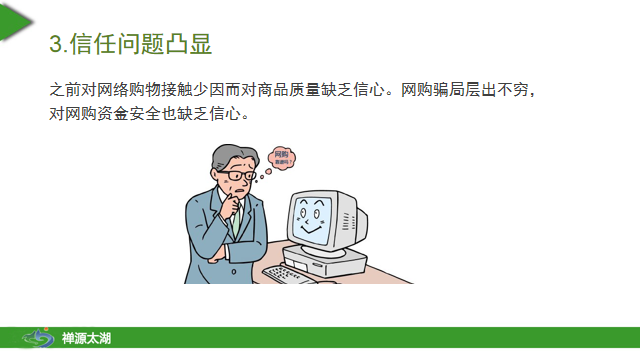 3.信任问题凸显
之前对网络购物接触少因而对商品质量缺乏信心。网购骗局层出不穷，
对网购资金安全也缺乏信心。
网购
禅源太湖